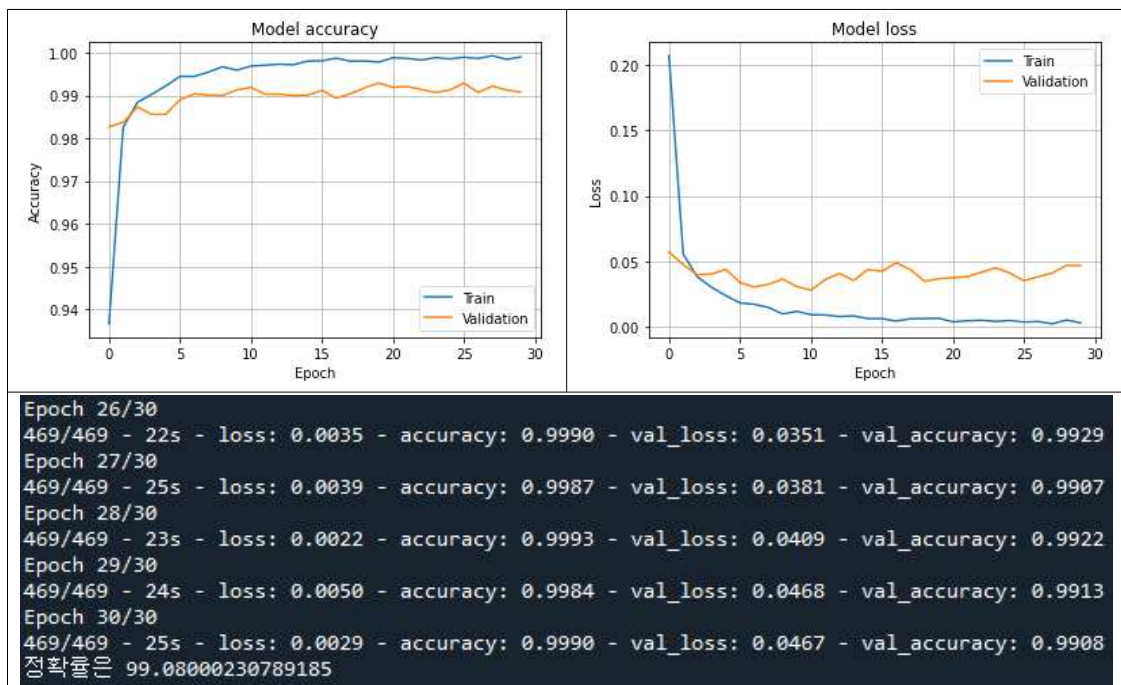 Model accuracy
1.00
0.99
0.98
0.97
0.96
0.95
0.94
Accuracy
Train
Validation
0 5 10 15 20 25 30
Epoch
Model loss
0.20
0.15
0.10
0.05
0.00
Loss
Train
Validation
0 5 10 15 20 25 30
Epoch
Epoch 26/30
469/469 - 22s - loss: 0.0035 - accuracy: 0.9990 - val_loss: 0.0351 - val_accuracy: 0.9929
Epoch 27/30
469/469 - 25s - loss: 0.0039 - accuracy: 0.9987 - val_loss: 0.0381 - val_accuracy: 0.9907
Epoch 28/30
469/469 - 23s - loss: 0.0022 - accuracy: 0.9993 - val_loss: 0.0409 - val_accuracy: 0.9922
Epoch 29/30
469/469 - 24s - loss: 0.0050 - accuracy: 0.9984 - val_loss: 0.0468 - val_accuracy: 0.9913
Epoch 30/30
469/469 - 25s - loss: 0.0029 - accuracy: 0.9990 - val_loss: 0.0467 - val_accuracy: 0.9908
정확률은 99.08000230789185